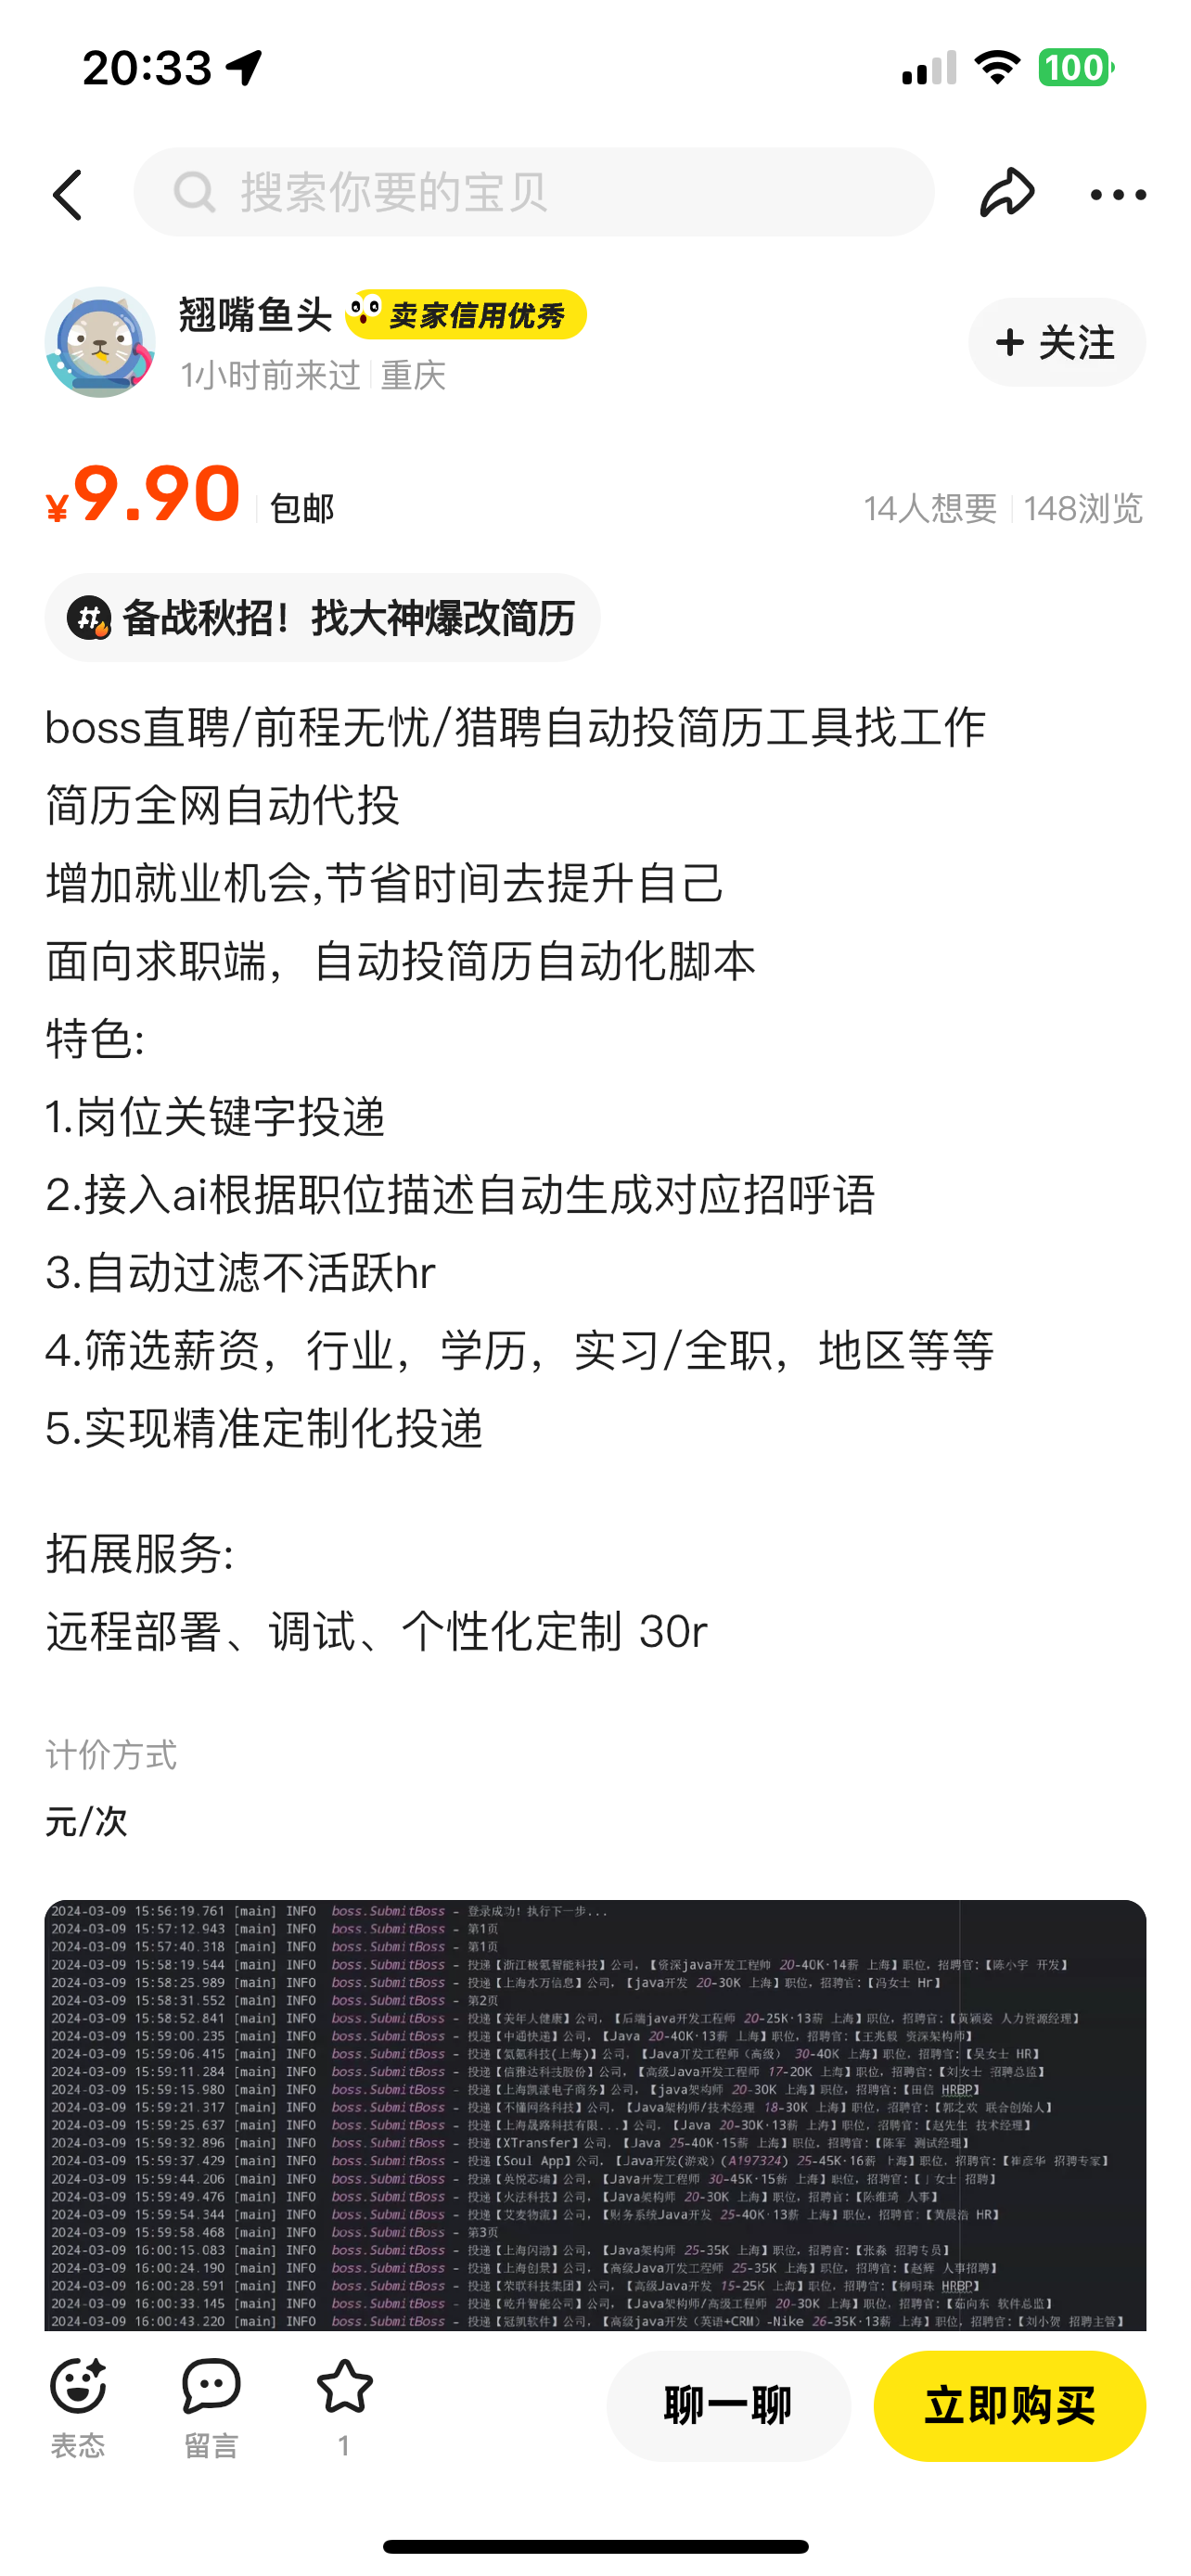 20:33
100
搜索你要的宝贝
翘嘴鱼头 卖家信用优秀
1小时前来过 重庆
+ 关注
¥9.90 包邮
14人想要 148浏览
# 备战秋招！找大神爆改简历
boss直聘/前程无忧/猎聘自动投简历工具找工作
简历全网自动代投
增加就业机会,节省时间去提升自己
面向求职端，自动投简历自动化脚本
特色:
1.岗位关键字投递
2.接入ai根据职位描述自动生成对应招呼语
3.自动过滤不活跃hr
4.筛选薪资，行业，学历，实习/全职，地区等等
5.实现精准定制化投递
拓展服务:
远程部署、调试、个性化定制 30r
计价方式
元/次
2024-03-09 15:56:19.761 [main] INFO boss.SubmitBoss - 登录成功！执行下一步...
2024-03-09 15:57:12.943 [main] INFO boss.SubmitBoss - 第1页
2024-03-09 15:57:40.318 [main] INFO boss.SubmitBoss - 第1页
2024-03-09 15:58:19.544 [main] INFO boss.SubmitBoss - 投递【浙江极氪智能科技】公司，【资深java开发工程师 20-40K·14薪 上海】职位，招聘官:【陈小宇 开发】
2024-03-09 15:58:25.989 [main] INFO boss.SubmitBoss - 投递【上海水万信息】公司，【java开发 20-30K 上海】职位，招聘官:【冯女士 Hr】
2024-03-09 15:58:31.552 [main] INFO boss.SubmitBoss - 第2页
2024-03-09 15:58:52.841 [main] INFO boss.SubmitBoss - 投递【美年人健康】公司，【后端java开发工程师 20-25K·13薪 上海】职位，招聘官:【黄颖姿 人力资源经理】
2024-03-09 15:59:00.235 [main] INFO boss.SubmitBoss - 投递【中通快递】公司，【Java 20-40K·13薪 上海】职位，招聘官:【王兆毅 资深架构师】
2024-03-09 15:59:06.415 [main] INFO boss.SubmitBoss - 投递【氪氪科技(上海)】公司，【Java开发工程师（高级） 30-40K 上海】职位，招聘官:【吴女士 HR】
2024-03-09 15:59:11.284 [main] INFO boss.SubmitBoss - 投递【信雅达科技股份】公司，【高级Java开发工程师 17-20K 上海】职位，招聘官:【刘女士 招聘总监】
2024-03-09 15:59:15.980 [main] INFO boss.SubmitBoss - 投递【上海凯漾电子商务】公司，【java架构师 20-30K 上海】职位，招聘官:【田信 HRBP】
2024-03-09 15:59:21.317 [main] INFO boss.SubmitBoss - 投递【不懂网络科技】公司，【Java架构师/技术经理 18-30K 上海】职位，招聘官:【郭之欢 联合创始人】
2024-03-09 15:59:25.637 [main] INFO boss.SubmitBoss - 投递【上海晟路科技有限...】公司，【Java 20-30K·13薪 上海】职位，招聘官:【赵先生 技术经理】
2024-03-09 15:59:32.896 [main] INFO boss.SubmitBoss - 投递【XTransfer】公司，【Java 25-40K·15薪 上海】职位，招聘官:【陈军 测试经理】
2024-03-09 15:59:37.429 [main] INFO boss.SubmitBoss - 投递【Soul App】公司，【Java开发(游戏)(A197324) 25-45K·16薪 上海】职位，招聘官:【崔彦华 招聘专家】
2024-03-09 15:59:44.206 [main] INFO boss.SubmitBoss - 投递【英悦芯瑞】公司，【Java开发工程师 30-45K·15薪 上海】职位，招聘官:【丁女士 招聘】
2024-03-09 15:59:49.476 [main] INFO boss.SubmitBoss - 投递【火法科技】公司，【Java架构师 20-30K 上海】职位，招聘官:【陈维琦 人事】
2024-03-09 15:59:54.344 [main] INFO boss.SubmitBoss - 投递【艾麦物流】公司，【财务系统Java开发 25-40K·13薪 上海】职位，招聘官:【黄晨浩 HR】
2024-03-09 15:59:58.468 [main] INFO boss.SubmitBoss - 第3页
2024-03-09 16:00:15.083 [main] INFO boss.SubmitBoss - 投递【上海闪渤】公司，【Java架构师 25-35K 上海】职位，招聘官:【张淼 招聘专员】
2024-03-09 16:00:24.190 [main] INFO boss.SubmitBoss - 投递【上海创景】公司，【高级Java开发工程师 25-35K 上海】职位，招聘官:【赵辉 人事招聘】
2024-03-09 16:00:28.591 [main] INFO boss.SubmitBoss - 投递【荣联科技集团】公司，【高级Java开发 15-25K 上海】职位，招聘官:【柳明珠 HRBP】
2024-03-09 16:00:33.145 [main] INFO boss.SubmitBoss - 投递【屹升智能公司】公司，【Java架构师/高级工程师 20-30K 上海】职位，招聘官:【茹向东 软件总监】
2024-03-09 16:00:43.220 [main] INFO boss.SubmitBoss - 投递【冠凯软件】公司，【高级java开发（英语+CRM）-Nike 26-35K·13薪 上海】职位，招聘官:【刘小贺 招聘主管】
表态
留言
1
聊一聊
立即购买